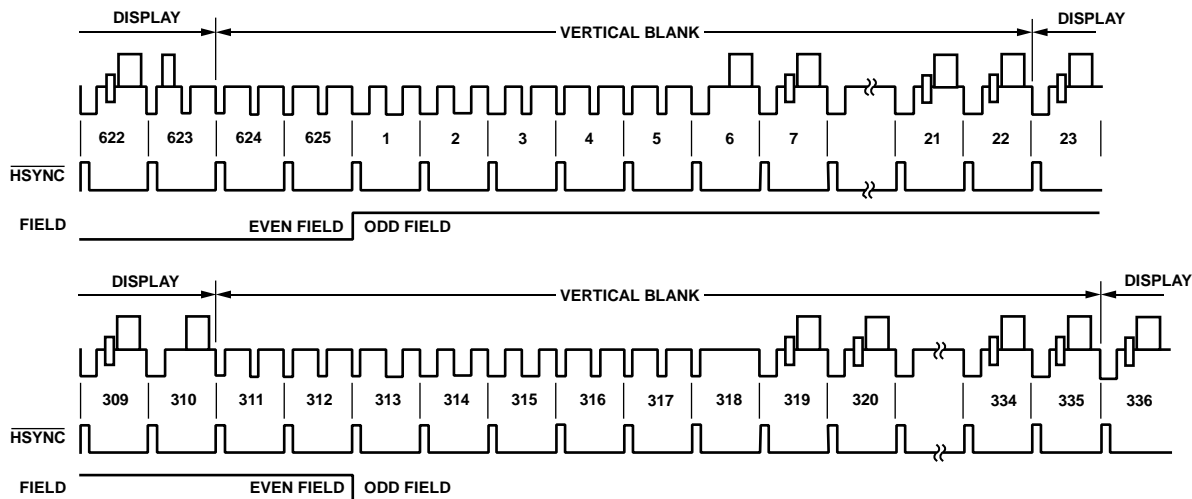 DISPLAY VERTICAL BLANK DISPLAY
622 623 624 625 1 2 3 4 5 6 7 21 22 23
HSYNC
FIELD EVEN FIELD ODD FIELD
DISPLAY VERTICAL BLANK DISPLAY
309 310 311 312 313 314 315 316 317 318 319 320 334 335 336
HSYNC
FIELD EVEN FIELD ODD FIELD